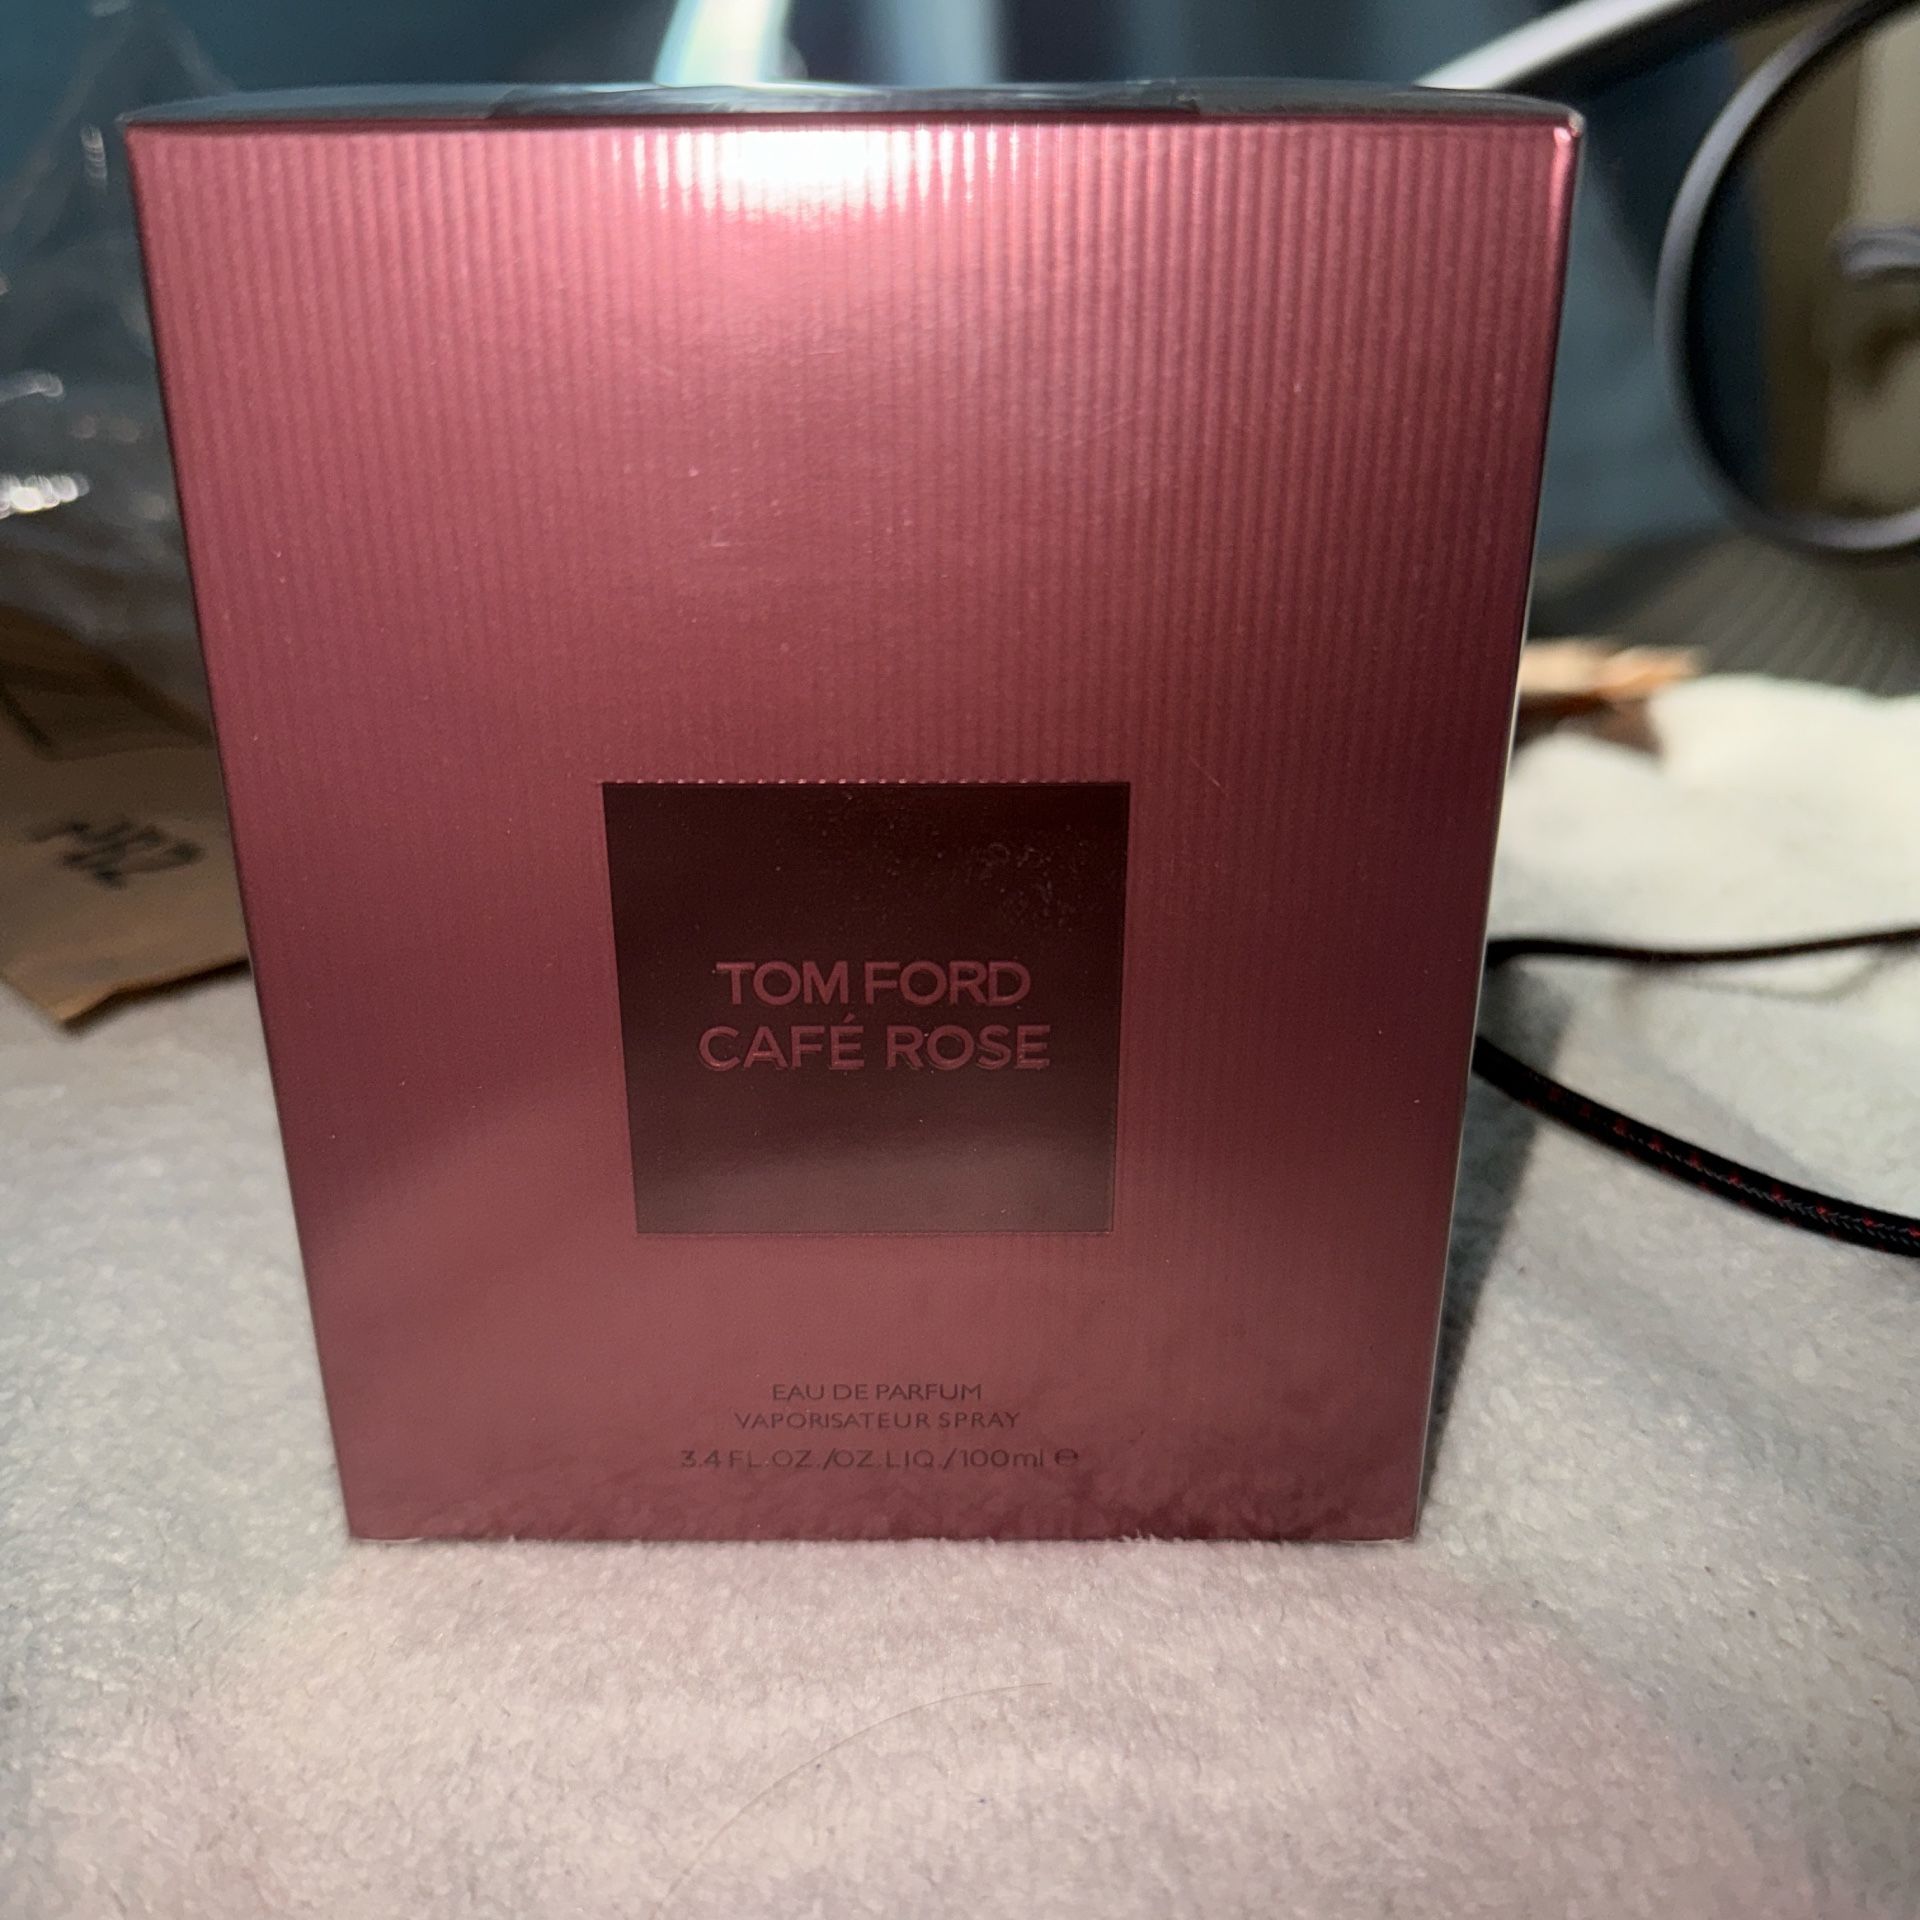 TOM FORD
CAFÉ ROSE
EAU DE PARFUM
VAPORISATEUR SPRAY
3.4 FL.OZ./OZ.LIQ./100ml ℮